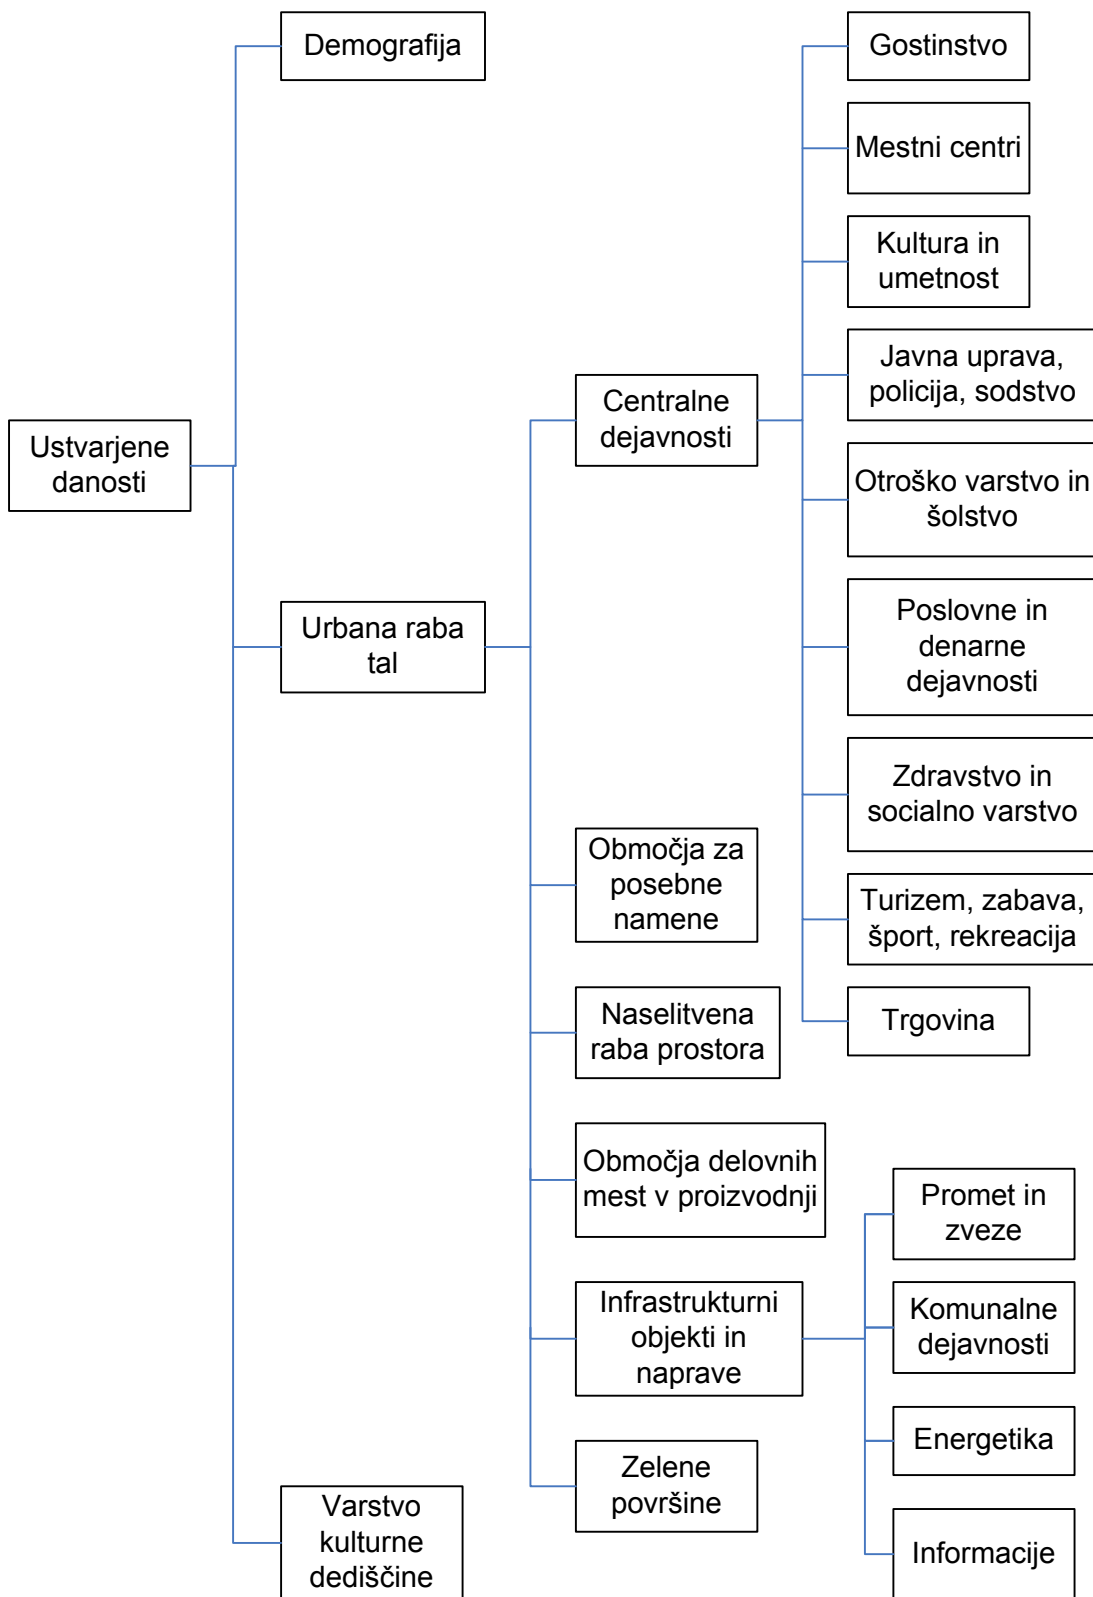 Ustvarjene
danosti
Demografija
Urbana raba
tal
Varstvo
kulturne
dediščine
Centralne
dejavnosti
Območja za
posebne
namene
Naselitvena
raba prostora
Območja delovnih
mest v proizvodnji
Infrastrukturni
objekti in
naprave
Zelene
površine
Gostinstvo
Mestni centri
Kultura in
umetnost
Javna uprava,
policija, sodstvo
Otroško varstvo in
šolstvo
Poslovne in
denarne
dejavnosti
Zdravstvo in
socialno varstvo
Turizem, zabava,
šport, rekreacija
Trgovina
Promet in
zveze
Komunalne
dejavnosti
Energetika
Informacije